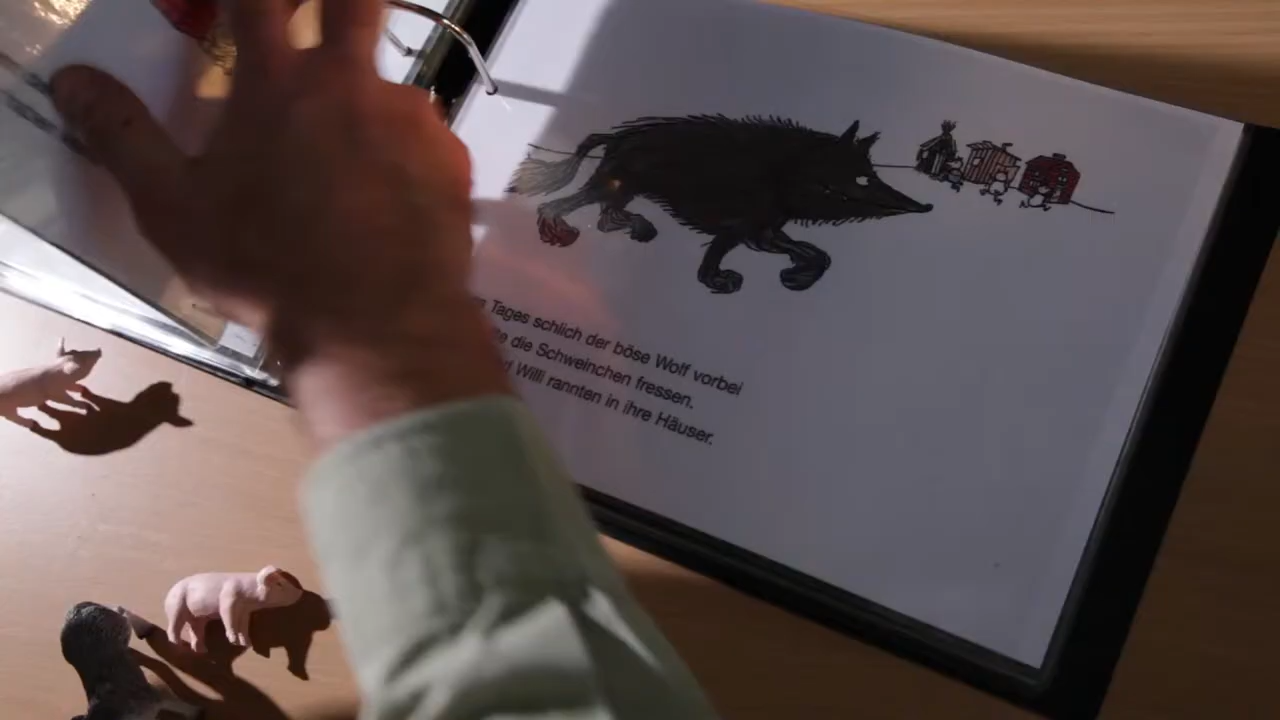 Tages schlich der böse Wolf vorbei
die Schweinchen fressen.
Willi rannten in ihre Häuser.